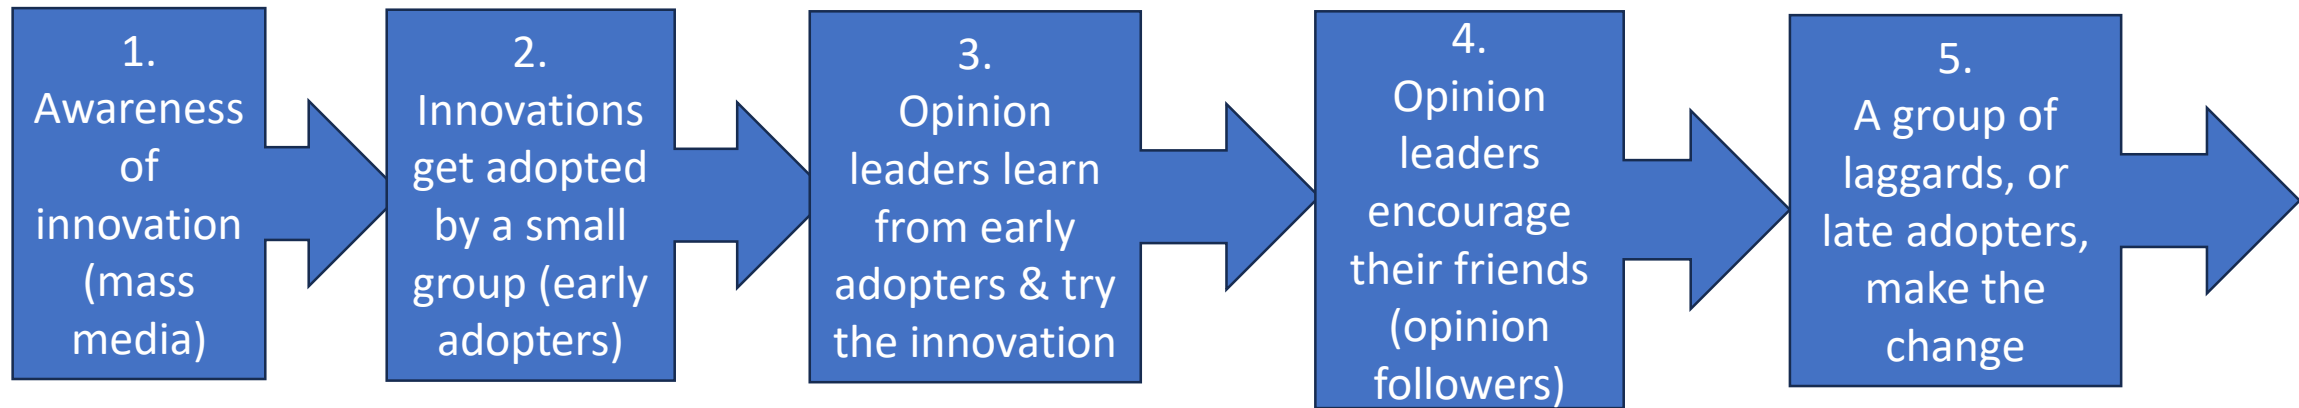 1.
Awareness
of
innovation
(mass
media)
2.
Innovations
get adopted
by a small
group (early
adopters)
3.
Opinion
leaders learn
from early
adopters & try
the innovation
4.
Opinion
leaders
encourage
their friends
(opinion
followers)
5.
A group of
laggards, or
late adopters,
make the
change